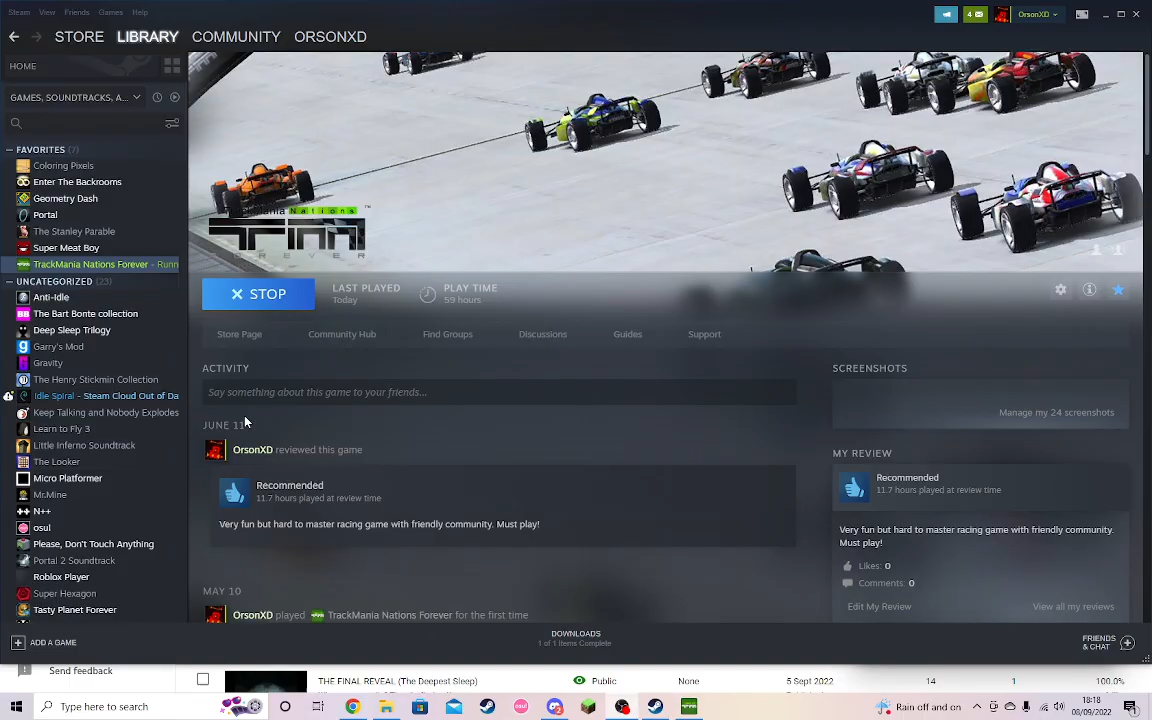 Steam View Friends Games Help
4
OrsonXD
STORE LIBRARY COMMUNITY ORSONXD
HOME
GAMES, SOUNDTRACKS, A...
FAVORITES (7)
Coloring Pixels
Enter The Backrooms
Geometry Dash
Portal
The Stanley Parable
Super Meat Boy
TrackMania Nations Forever - Runn
UNCATEGORIZED (23)
Anti-Idle
The Bart Bonte collection
Deep Sleep Trilogy
Garry's Mod
Gravity
The Henry Stickmin Collection
Idle Spiral - Steam Cloud Out of Da
Keep Talking and Nobody Explodes
Learn to Fly 3
Little Inferno Soundtrack
The Looker
Micro Platformer
Mr.Mine
N++
osu!
Please, Don't Touch Anything
Portal 2 Soundtrack
Roblox Player
Super Hexagon
Tasty Planet Forever
ADD A GAME
TrackMania Nations
FOREVER
STOP
LAST PLAYED
Today
PLAY TIME
59 hours
Store Page Community Hub Find Groups Discussions Guides Support
ACTIVITY
Say something about this game to your friends...
JUNE 11
OrsonXD reviewed this game
Recommended
11.7 hours played at review time
Very fun but hard to master racing game with friendly community. Must play!
MAY 10
OrsonXD played TrackMania Nations Forever for the first time
SCREENSHOTS
Manage my 24 screenshots
MY REVIEW
Recommended
11.7 hours played at review time
Very fun but hard to master racing game with friendly community.
Must play!
Likes: 0
Comments: 0
Edit My Review View all my reviews
DOWNLOADS
1 of 1 Items Complete
FRIENDS
& CHAT
Send feedback
THE FINAL REVEAL (The Deepest Sleep) Public None 5 Sept 2022 14 1 100.0%
Type here to search
osu!
Rain off and on
18:18
08/09/2022